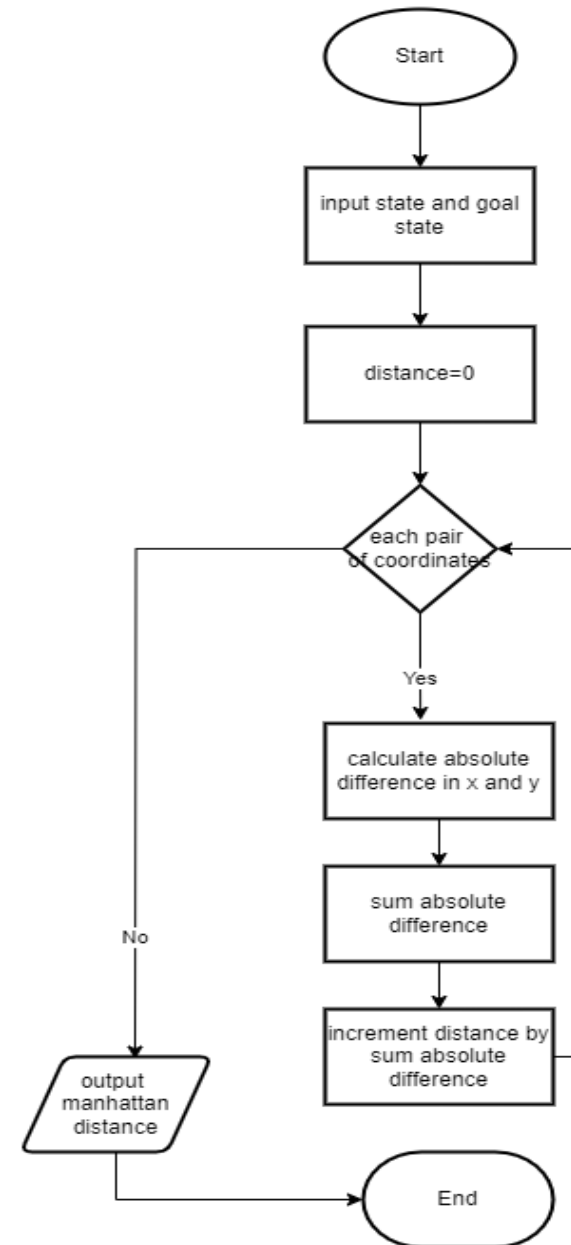 Start
input state and goal
state
distance=0
each pair
of coordinates
Yes
calculate absolute
difference in x and y
sum absolute
difference
No
increment distance by
sum absolute
difference
output
manhattan
distance
End